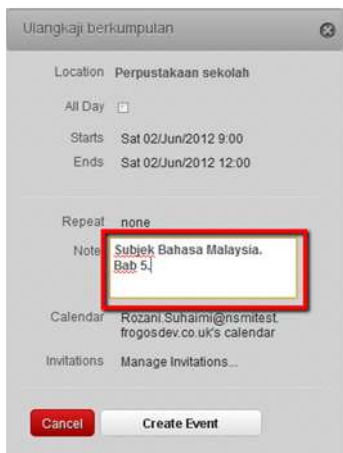 Ulangkaji berkumpulan
Location Perpustakaan sekolah
All Day
Starts Sat 02/Jun/2012 9:00
Ends Sat 02/Jun/2012 12:00
Repeat none
Note Subjek Bahasa Malaysia.
Bab 5.
Calendar Rozani.Suhaimi@nsmitest.
frogosdev.co.uk's calendar
Invitations Manage Invitations...
Cancel Create Event